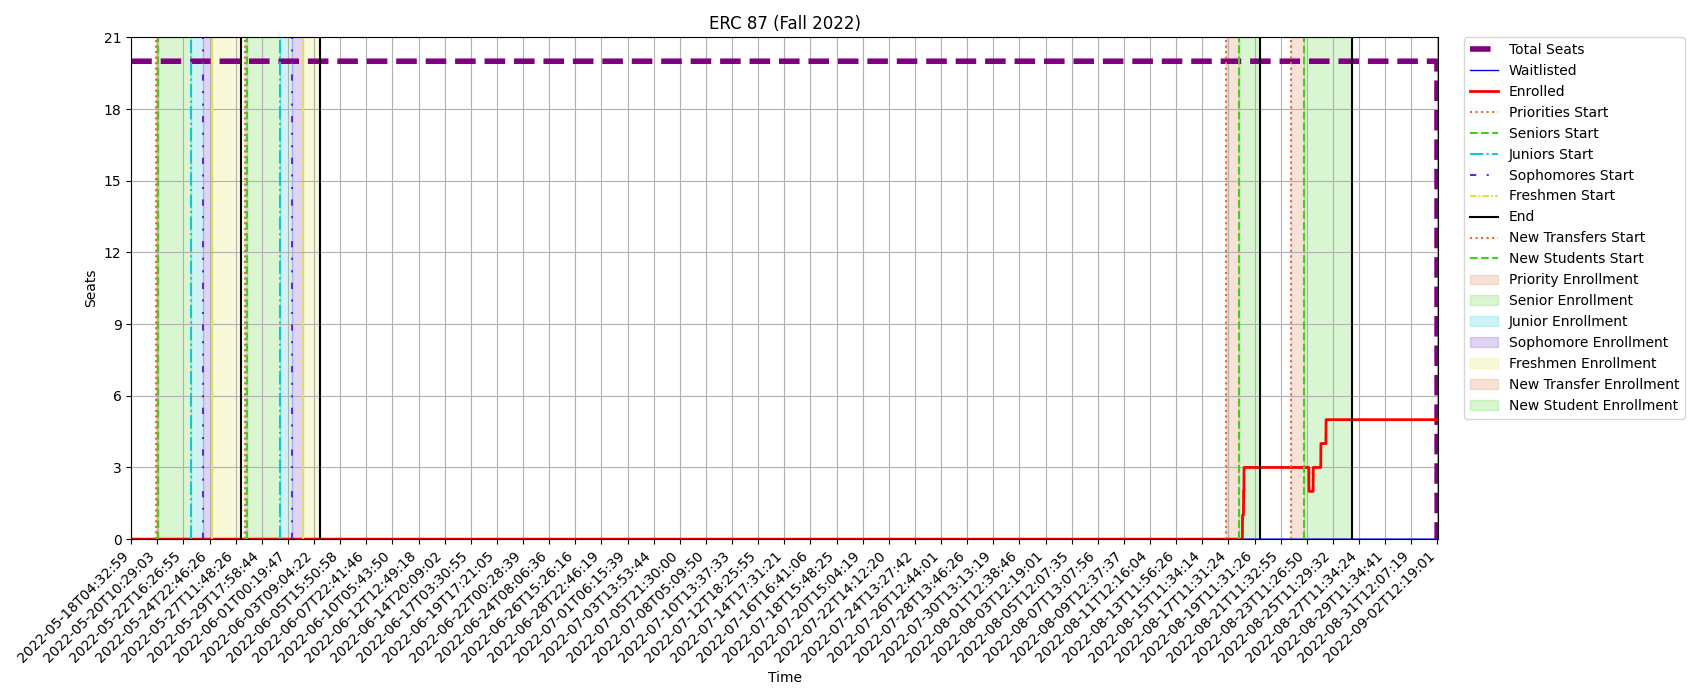 ERC 87 (Fall 2022)
21
18
15
12
9
6
3
0
Seats
2022-05-18T04:32:59
2022-05-20T10:29:03
2022-05-22T16:26:55
2022-05-24T22:46:26
2022-05-27T11:48:26
2022-05-29T17:58:44
2022-06-01T00:19:47
2022-06-03T09:04:22
2022-06-05T15:50:58
2022-06-07T22:41:46
2022-06-10T05:43:50
2022-06-12T12:49:18
2022-06-14T20:09:02
2022-06-17T03:30:55
2022-06-19T17:21:05
2022-06-22T00:28:39
2022-06-24T08:06:36
2022-06-26T15:26:16
2022-06-28T22:46:19
2022-07-01T06:15:39
2022-07-03T13:53:44
2022-07-05T21:30:00
2022-07-08T05:09:50
2022-07-10T13:37:33
2022-07-12T18:25:55
2022-07-14T17:31:21
2022-07-16T16:41:06
2022-07-18T15:48:25
2022-07-20T15:04:19
2022-07-22T14:12:20
2022-07-24T13:27:42
2022-07-26T12:44:01
2022-07-28T13:46:26
2022-07-30T13:13:19
2022-08-01T12:38:46
2022-08-03T12:19:01
2022-08-05T12:07:35
2022-08-07T13:07:56
2022-08-09T12:37:37
2022-08-11T12:16:04
2022-08-13T11:56:26
2022-08-15T11:34:14
2022-08-17T11:31:24
2022-08-19T11:31:26
2022-08-21T11:32:55
2022-08-23T11:26:50
2022-08-25T11:29:32
2022-08-27T11:34:24
2022-08-29T11:34:41
2022-08-31T12:07:19
2022-09-02T12:19:01
Time
Total Seats
Waitlisted
Enrolled
Priorities Start
Seniors Start
Juniors Start
Sophomores Start
Freshmen Start
End
New Transfers Start
New Students Start
Priority Enrollment
Senior Enrollment
Junior Enrollment
Sophomore Enrollment
Freshmen Enrollment
New Transfer Enrollment
New Student Enrollment